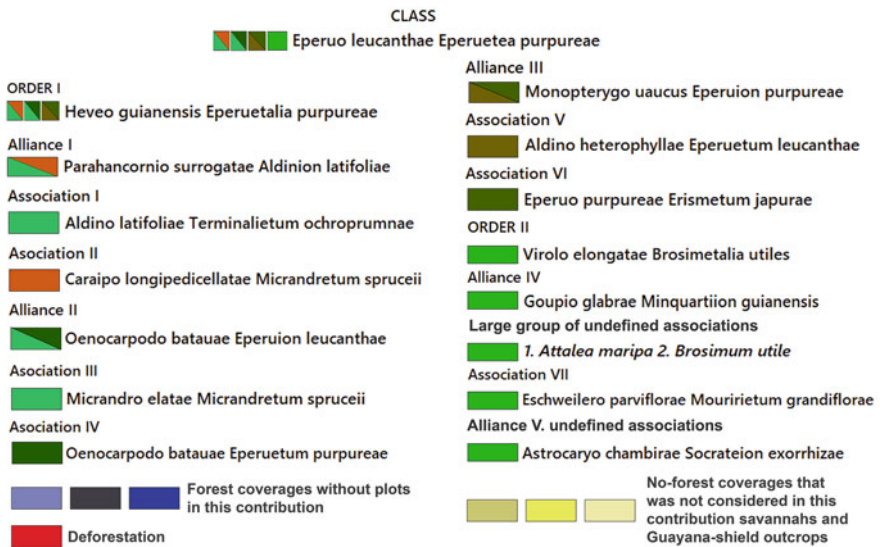 CLASS
Eperuo leucanthae Eperuetea purpureae
ORDER I
Heveo guianensis Eperuetalia purpureae
Alliance I
Parahancornio surrogatae Aldinion latifoliae
Association I
Aldino latifoliae Terminalietum ochroprumnae
Asociation II
Caraipo longipedicellatae Micrandretum spruceii
Alliance II
Oenocarpodo batauae Eperuion leucanthae
Asociation III
Micrandro elatae Micrandretum spruceii
Asociation IV
Oenocarpodo batauae Eperuetum purpureae
Forest coverages without plots
in this contribution
Deforestation
Alliance III
Monopterygo uaucus Eperuion purpureae
Association V
Aldino heterophyllae Eperuetum leucanthae
Association VI
Eperuo purpureae Erismetum japurae
ORDER II
Virolo elongatae Brosimetalia utiles
Alliance IV
Goupio glabrae Minquartiion guianensis
Large group of undefined associations
1. Attalea maripa 2. Brosimum utile
Association VII
Eschweilero parviflorae Mouririetum grandiflorae
Alliance V. undefined associations
Astrocaryo chambirae Socrateion exorrhizae
No-forest coverages that
was not considered in this
contribution savannahs and
Guayana-shield outcrops